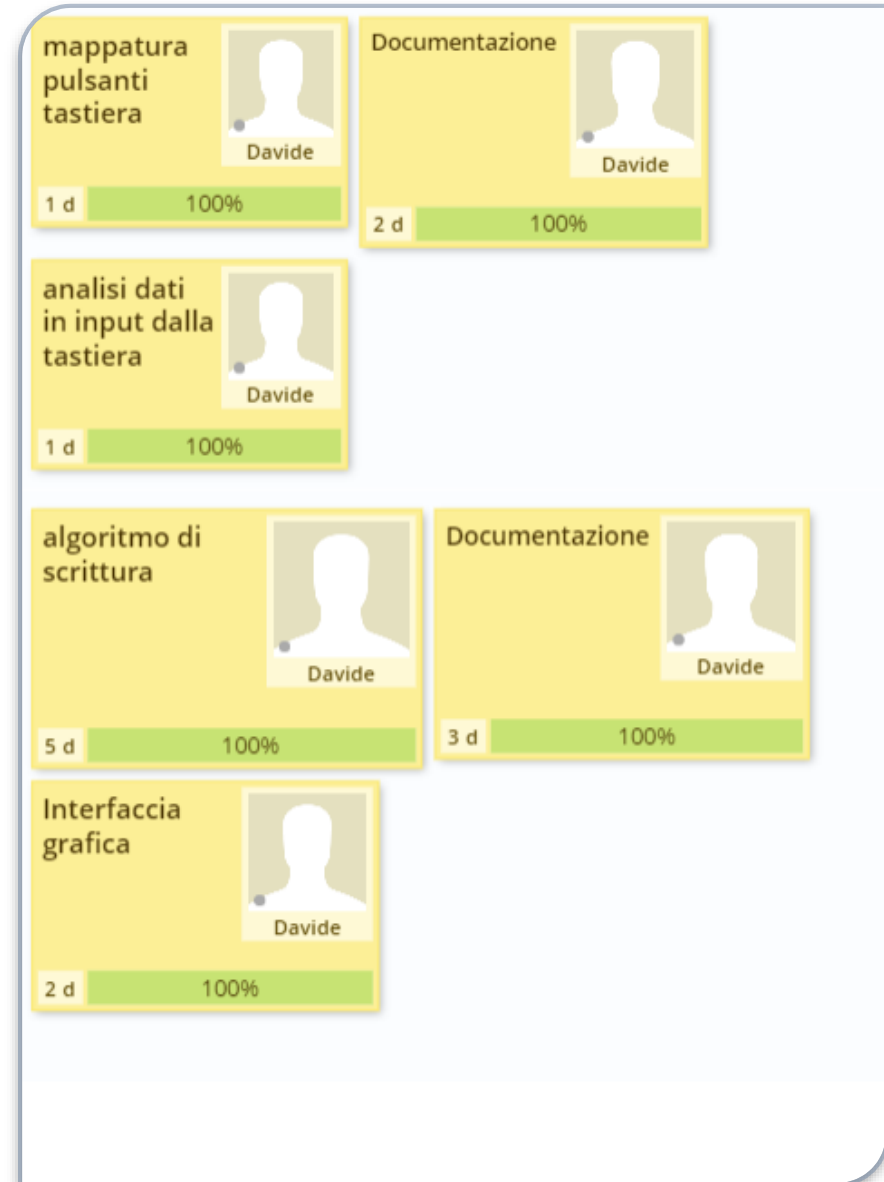 mappatura
pulsanti
tastiera
Davide
1 d
100%
Documentazione
Davide
2 d
100%
analisi dati
in input dalla
tastiera
Davide
1 d
100%
algoritmo di
scrittura
Davide
5 d
100%
Documentazione
Davide
3 d
100%
Interfaccia
grafica
Davide
2 d
100%